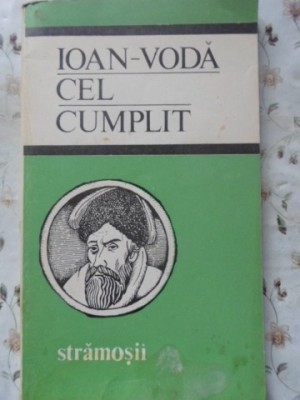 IOAN-VODĂ
CEL
CUMPLIT
strămoșii